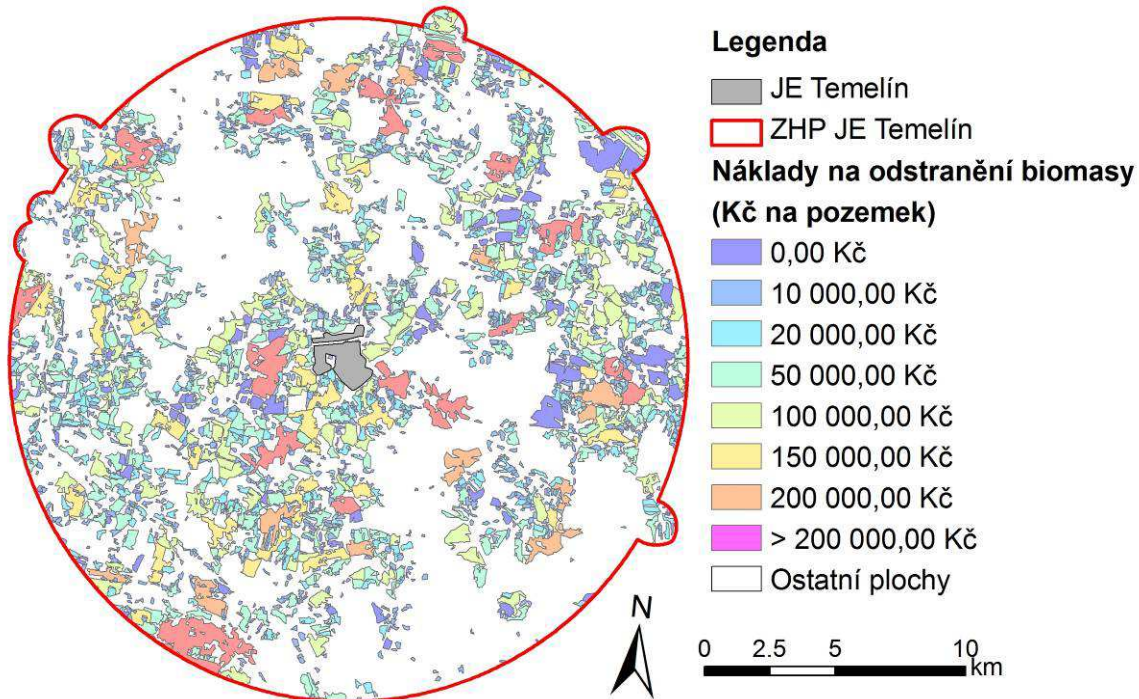 Legenda
JE Temelín
ZHP JE Temelín
Náklady na odstranění biomasy
(Kč na pozemek)
0,00 Kč
10 000,00 Kč
20 000,00 Kč
50 000,00 Kč
100 000,00 Kč
150 000,00 Kč
200 000,00 Kč
> 200 000,00 Kč
Ostatní plochy
N
0 2.5 5 10
km